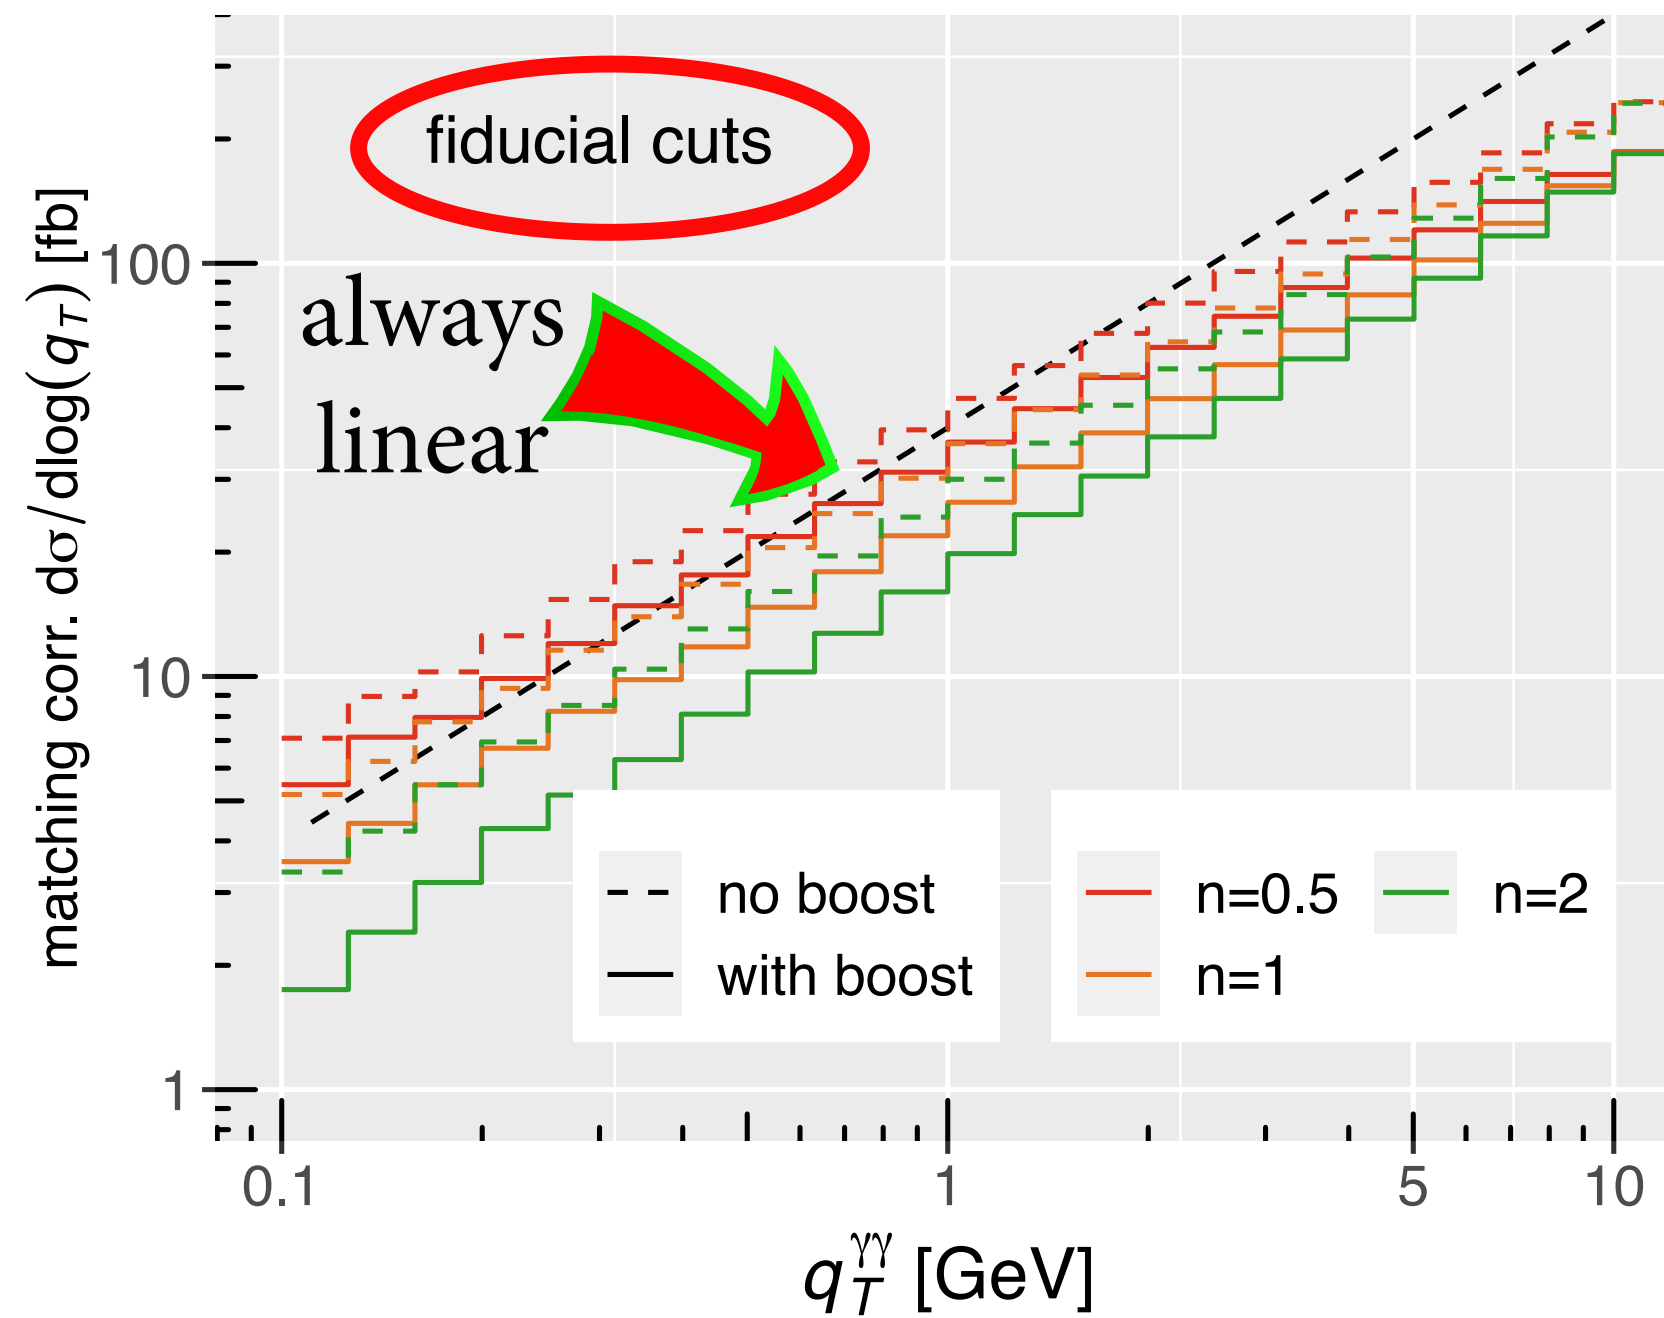 fiducial cuts
always
linear
matching corr. dσ/dlog(q_T) [fb]
100
10
1
no boost
with boost
n=0.5
n=2
n=1
0.1
1
5
10
q_T^γγ [GeV]